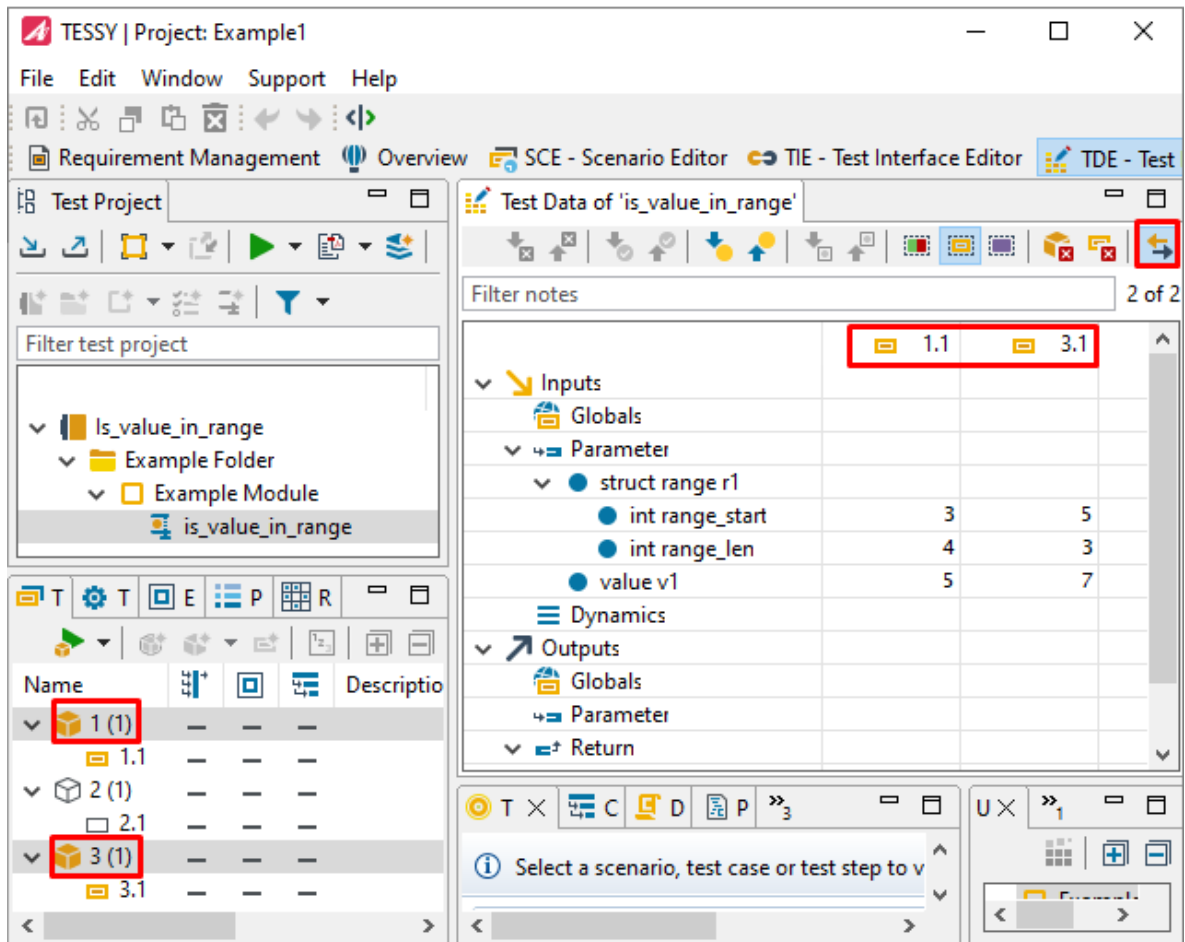 TESSY | Project: Example1
File Edit Window Support Help
Requirement Management Overview SCE - Scenario Editor TIE - Test Interface Editor TDE - Test
Test Project
Filter test project
Is_value_in_range
Example Folder
Example Module
is_value_in_range
T T E P R
Name Descriptio
1 (1)
1.1
2 (1)
2.1
3 (1)
3.1
Test Data of 'is_value_in_range'
Filter notes 2 of 2
1.1 3.1
Inputs
Globals
Parameter
struct range r1
int range_start 3 5
int range_len 4 3
value v1 5 7
Dynamics
Outputs
Globals
Parameter
Return
T C D P »3
Select a scenario, test case or test step to v
U »1